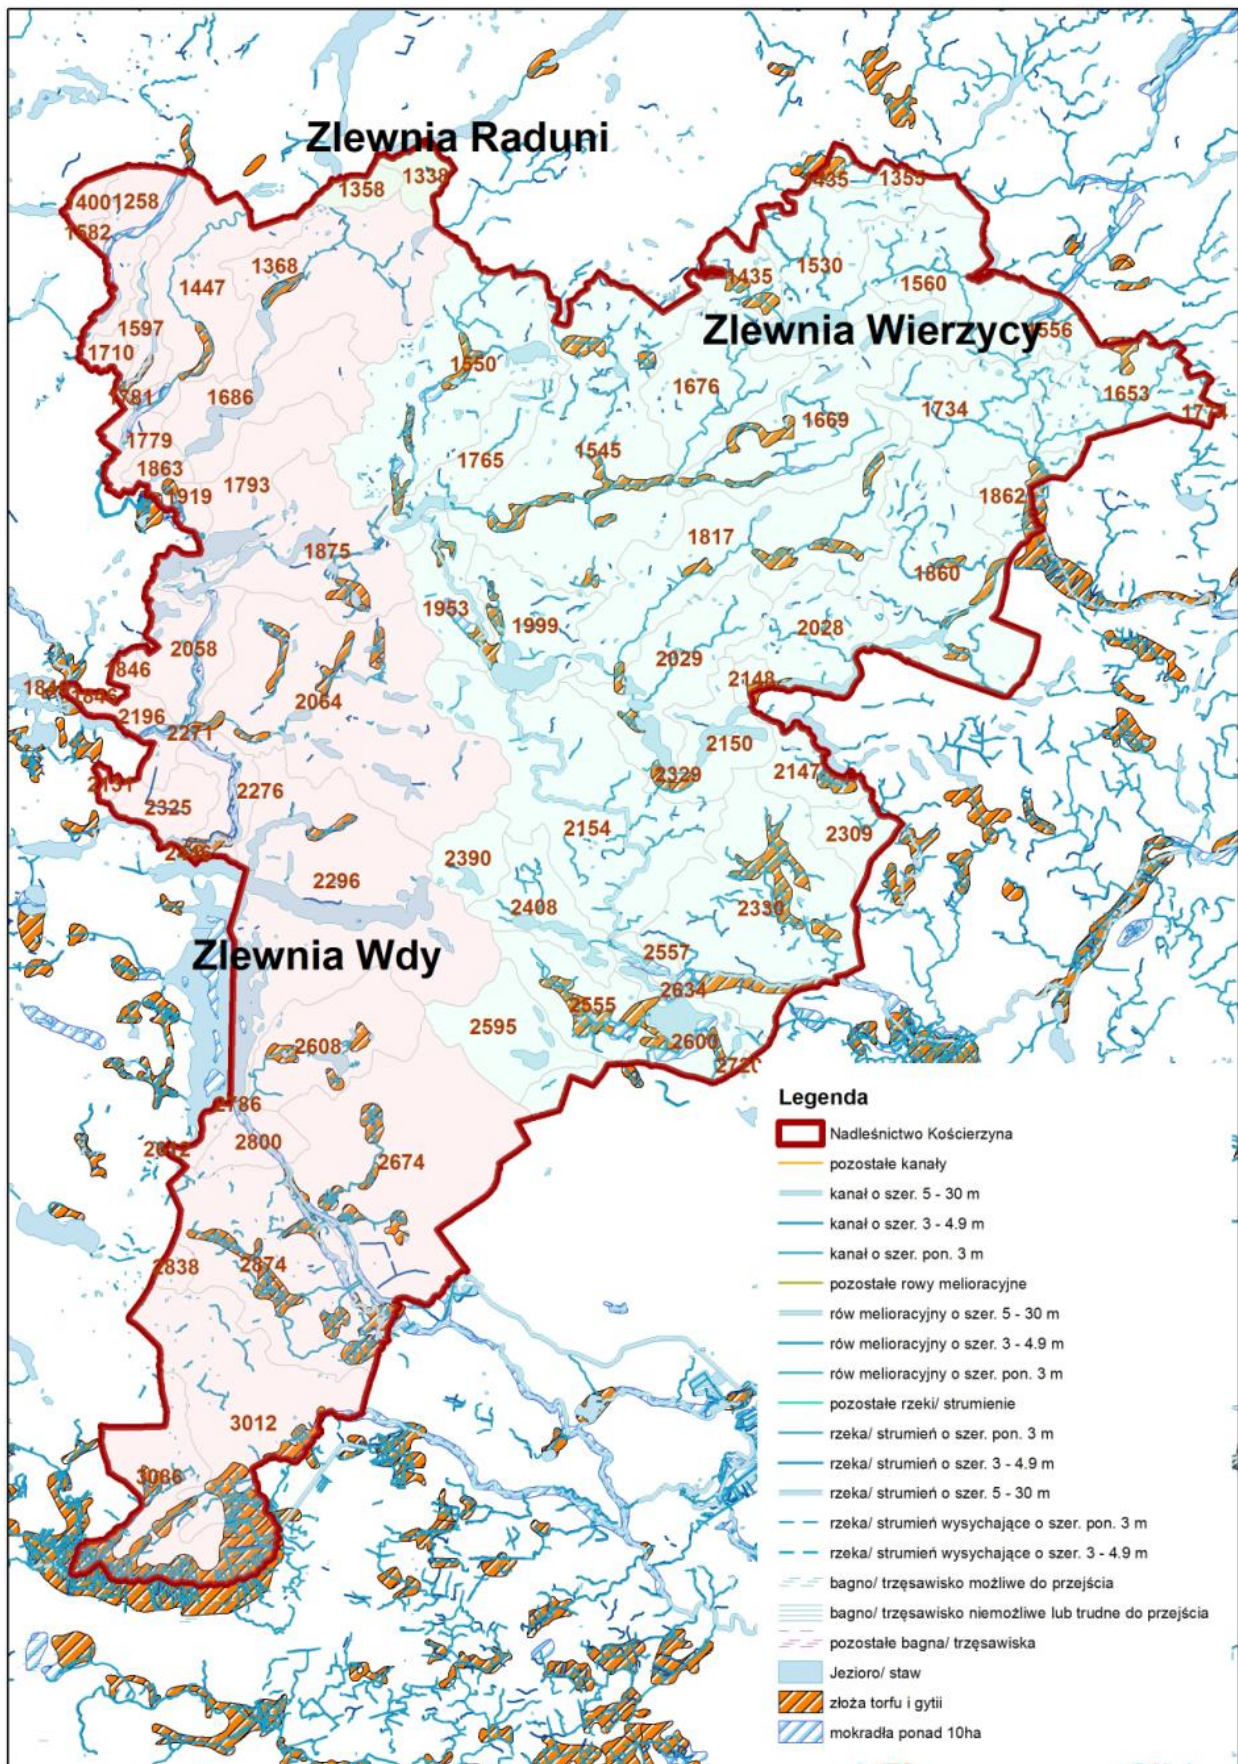 Zlewnia Raduni
1338
1358
1435
1355
14001258
1582
1368
1530
1447
1435
1560
Zlewnia Wierzycy
1556
1597
1710
1550
1676
1653
1781
1686
1734
1669
1774
1779
1545
1765
1863
1793
1919
1862
1817
1875
1860
1953
1999
2028
2058
2029
1846
2148
1846
2064
2196
2271
2150
2329
2147
2131
2276
2325
2154
2309
2390
2296
2408
2330
Zlewnia Wdy
2557
2634
2555
2595
2600
2608
2786
2800
2674
2838
2874
3012
3086
Legenda
Nadleśnictwo Kościerzyna
pozostałe kanały
kanał o szer. 5 - 30 m
kanał o szer. 3 - 4.9 m
kanał o szer. pon. 3 m
pozostałe rowy melioracyjne
rów melioracyjny o szer. 5 - 30 m
rów melioracyjny o szer. 3 - 4.9 m
rów melioracyjny o szer. pon. 3 m
pozostałe rzeki/ strumienie
rzeka/ strumień o szer. pon. 3 m
rzeka/ strumień o szer. 3 - 4.9 m
rzeka/ strumień o szer. 5 - 30 m
rzeka/ strumień wysychające o szer. pon. 3 m
rzeka/ strumień wysychające o szer. 3 - 4.9 m
bagno/ trzęsawisko możliwe do przejścia
bagno/ trzęsawisko niemożliwe lub trudne do przejścia
pozostałe bagna/ trzęsawiska
Jezioro/ staw
złoża torfu i gytii
mokradła ponad 10ha